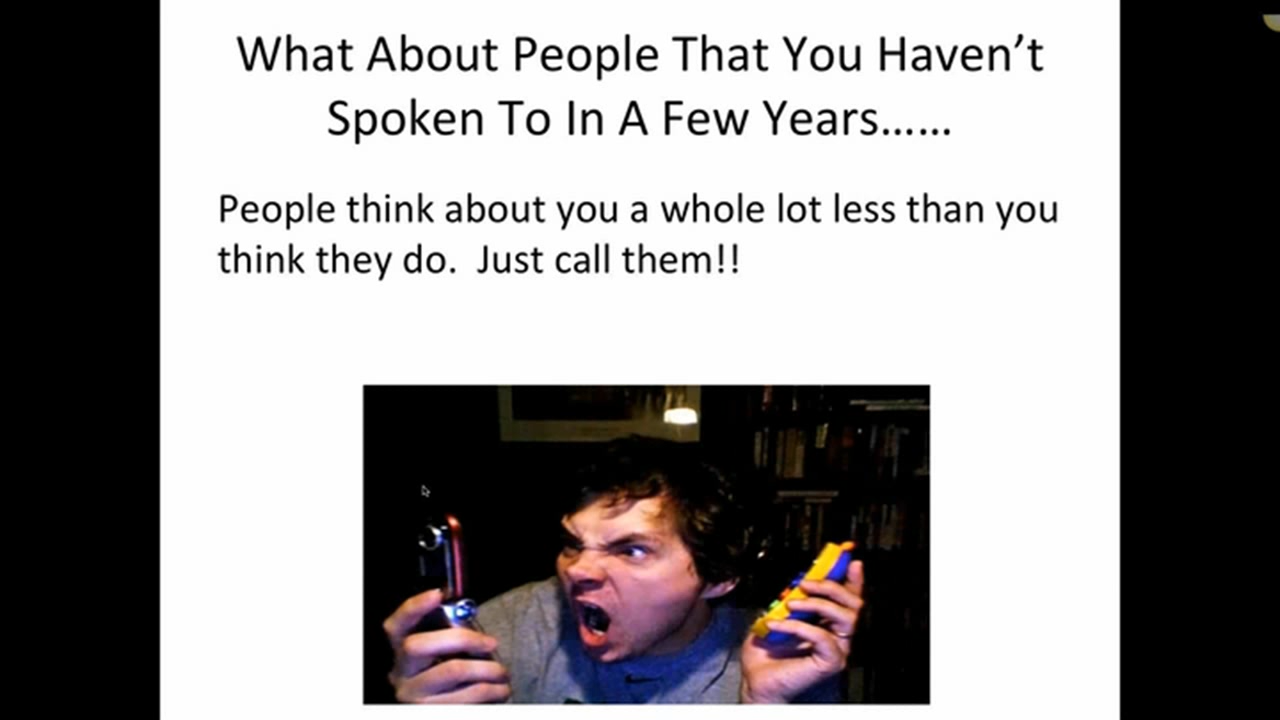 What About People That You Haven’t
Spoken To In A Few Years……
People think about you a whole lot less than you
think they do.  Just call them!!